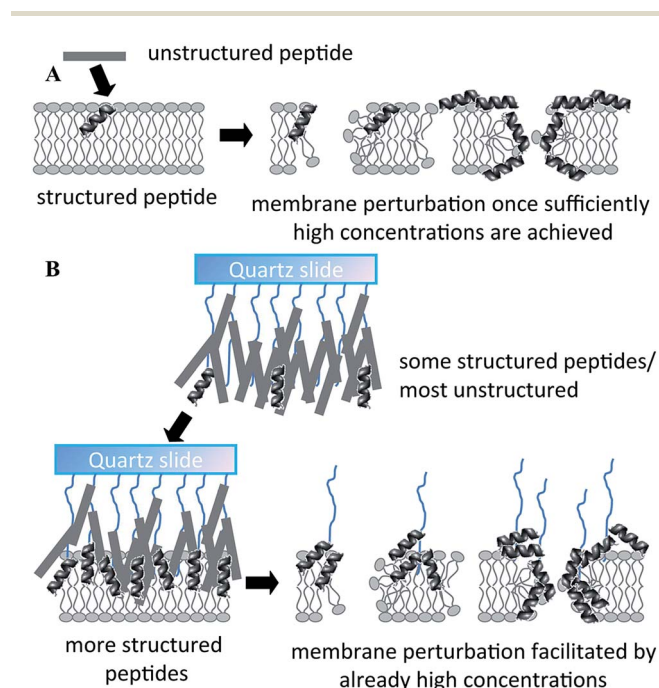 unstructured peptide
A
structured peptide
membrane perturbation once sufficiently
high concentrations are achieved
B
Quartz slide
some structured peptides/
most unstructured
Quartz slide
more structured
peptides
membrane perturbation facilitated by
already high concentrations